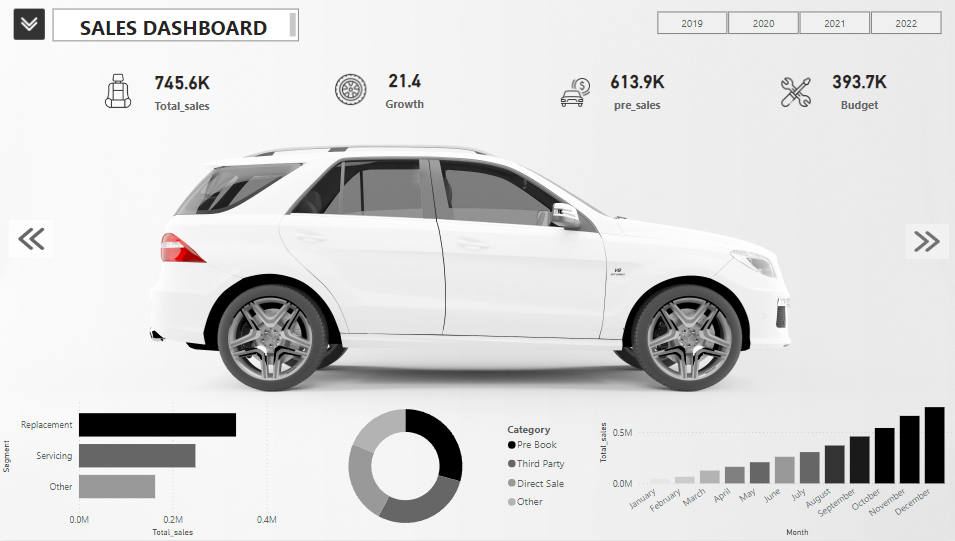 SALES DASHBOARD
2019 2020 2021 2022
745.6K 21.4 613.9K 393.7K
Total_sales Growth pre_sales Budget
V8
Segment
Replacement
Servicing
Other
0.0M 0.2M 0.4M
Total_sales
Category
Pre Book
Third Party
Direct Sale
Other
Total_sales
0.5M
0.0M
January February March April May June July August September October November December
Month